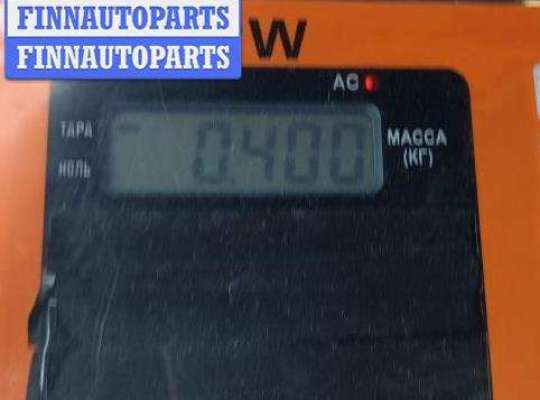 FINNAUTOPARTS
FINNAUTOPARTS
W
AC
ТАРА 0.400 МАССА
НОЛЬ (КГ)